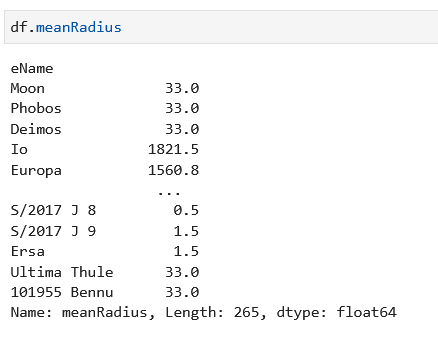 df.meanRadius
eName
Moon 33.0
Phobos 33.0
Deimos 33.0
Io 1821.5
Europa 1560.8
...
S/2017 J 8 0.5
S/2017 J 9 1.5
Ersa 1.5
Ultima Thule 33.0
101955 Bennu 33.0
Name: meanRadius, Length: 265, dtype: float64